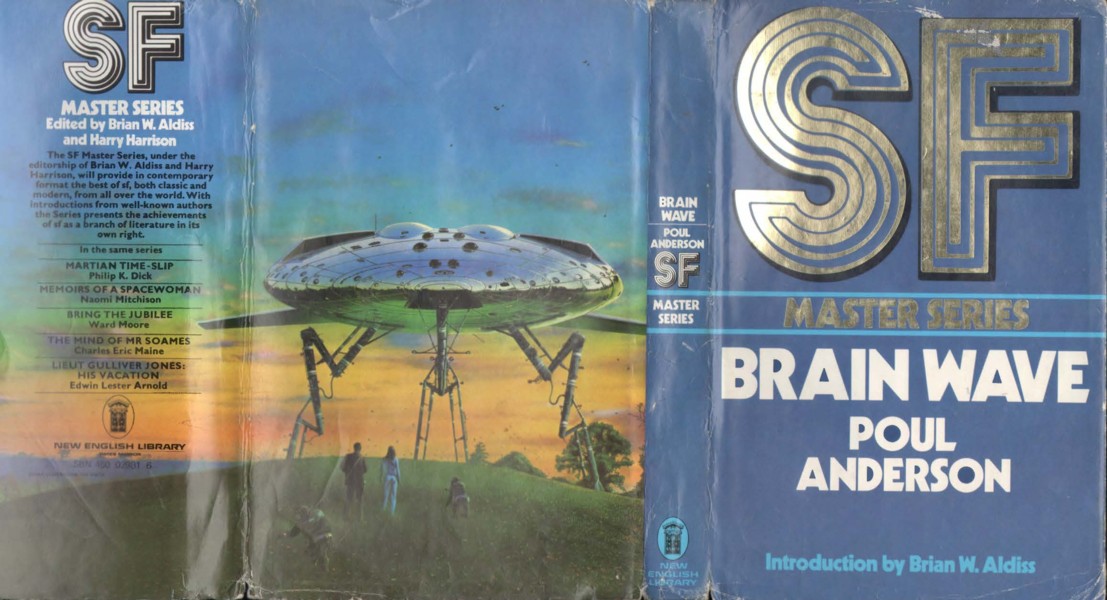 SF
MASTER SERIES
Edited by Brian W. Aldiss
and Harry Harrison
The SF Master Series, under the
editorship of Brian W. Aldiss and Harry
Harrison, will provide in contemporary
format the best of sf, both classic and
modern, from all over the world. With
introductions from well-known authors
the Series presents the achievements
of sf as a branch of literature in its
own right.
In the same series
MARTIAN TIME-SLIP
Philip K. Dick
MEMOIRS OF A SPACEWOMAN
Naomi Mitchison
BRING THE JUBILEE
Ward Moore
THE MIND OF MR SOAMES
Charles Eric Maine
LIEUT GULLIVER JONES:
HIS VACATION
Edwin Lester Arnold
NEW ENGLISH LIBRARY
BRAIN
WAVE
POUL
ANDERSON
SF
MASTER
SERIES
NEW
ENGLISH
LIBRARY
SF
MASTER SERIES
BRAIN WAVE
POUL
ANDERSON
Introduction by Brian W. Aldiss